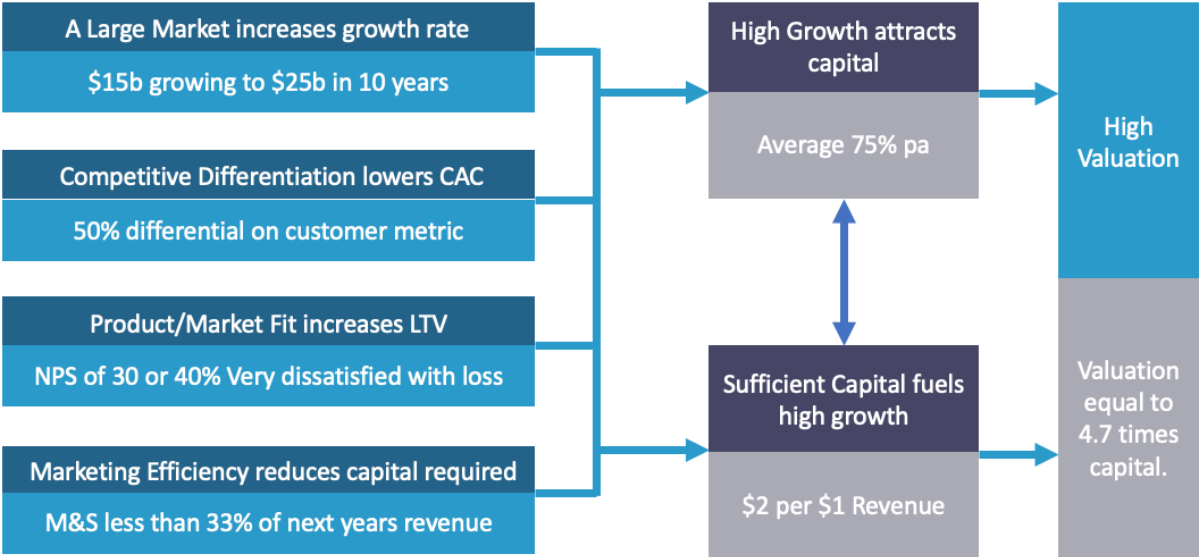 A Large Market increases growth rate
$15b growing to $25b in 10 years
Competitive Differentiation lowers CAC
50% differential on customer metric
Product/Market Fit increases LTV
NPS of 30 or 40% Very dissatisfied with loss
Marketing Efficiency reduces capital required
M&S less than 33% of next years revenue
High Growth attracts
capital
Average 75% pa
Sufficient Capital fuels
high growth
$2 per $1 Revenue
High
Valuation
Valuation
equal to
4.7 times
capital.